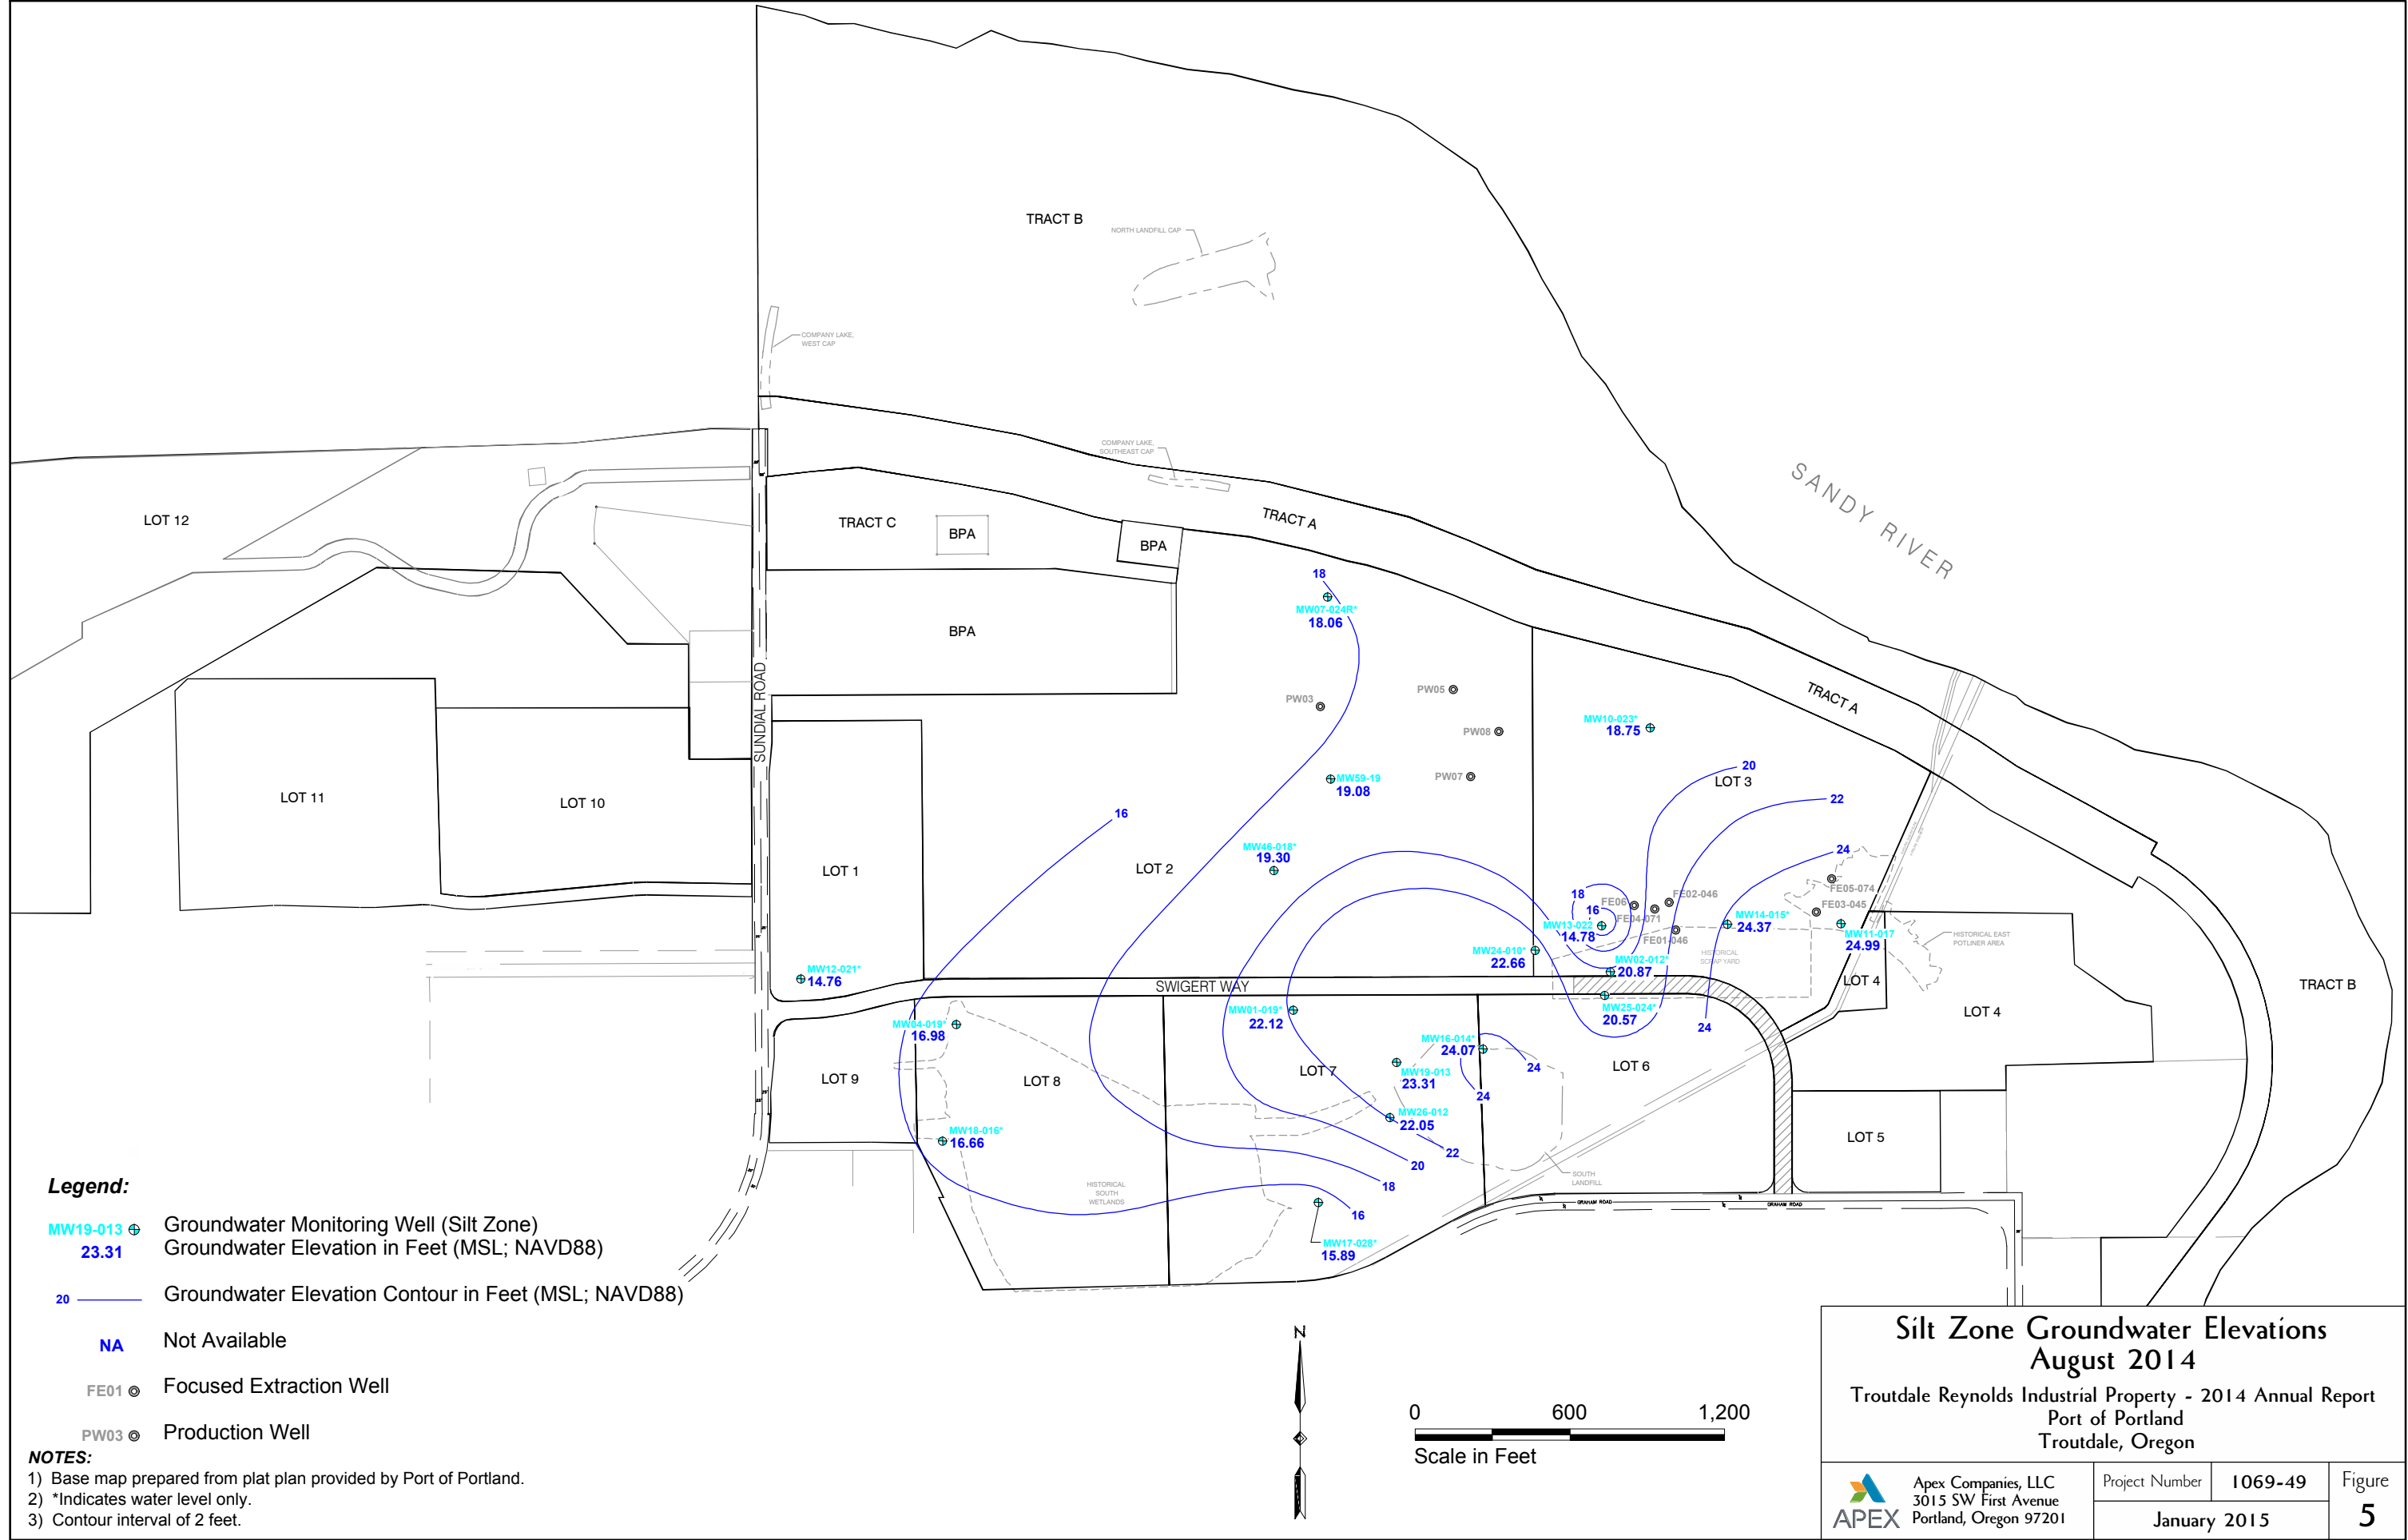 TRACT B
NORTH LANDFILL CAP
COMPANY LAKE,
WEST CAP
COMPANY LAKE,
SOUTHEAST CAP
SANDY RIVER
LOT 12
TRACT C
BPA
BPA
TRACT A
BPA
18
MW07-024R*
18.06
SUNDIAL ROAD
PW03
PW05
PW08
PW07
MW10-023*
18.75
TRACT A
LOT 11
LOT 10
MW59-19
19.08
20
LOT 3
22
16
LOT 1
LOT 2
MW48-018*
19.30
24
18
16
FE06
FE02-046
FE04-071
FE05-074
FE03-045
MW13-022
14.78
FE01-046
MW14-015*
24.37
MW11-017
24.99
HISTORICAL EAST
POTLINER AREA
MW24-010*
22.66
HISTORICAL
SCRAP YARD
MW02-012*
20.87
MW12-021*
14.76
SWIGERT WAY
LOT 4
LOT 4
TRACT B
MW04-019*
16.98
MW01-019*
22.12
MW25-024*
20.57
24
MW16-014*
24.07
LOT 9
LOT 8
LOT 7
MW19-013
23.31
24
24
LOT 6
MW26-012
22.05
MW18-016*
16.66
22
20
18
LOT 5
SOUTH
LANDFILL
HISTORICAL
SOUTH
WETLANDS
16
GRAHAM ROAD
GRAHAM ROAD
MW17-028*
15.89
Legend:
MW19-013
23.31
Groundwater Monitoring Well (Silt Zone)
Groundwater Elevation in Feet (MSL; NAVD88)
20
Groundwater Elevation Contour in Feet (MSL; NAVD88)
NA
Not Available
FE01
Focused Extraction Well
PW03
Production Well
NOTES:
1) Base map prepared from plat plan provided by Port of Portland.
2) *Indicates water level only.
3) Contour interval of 2 feet.
N
0 600 1,200
Scale in Feet
Silt Zone Groundwater Elevations
August 2014
Troutdale Reynolds Industrial Property - 2014 Annual Report
Port of Portland
Troutdale, Oregon
APEX
Apex Companies, LLC
3015 SW First Avenue
Portland, Oregon 97201
Project Number 1069-49
January 2015
Figure
5